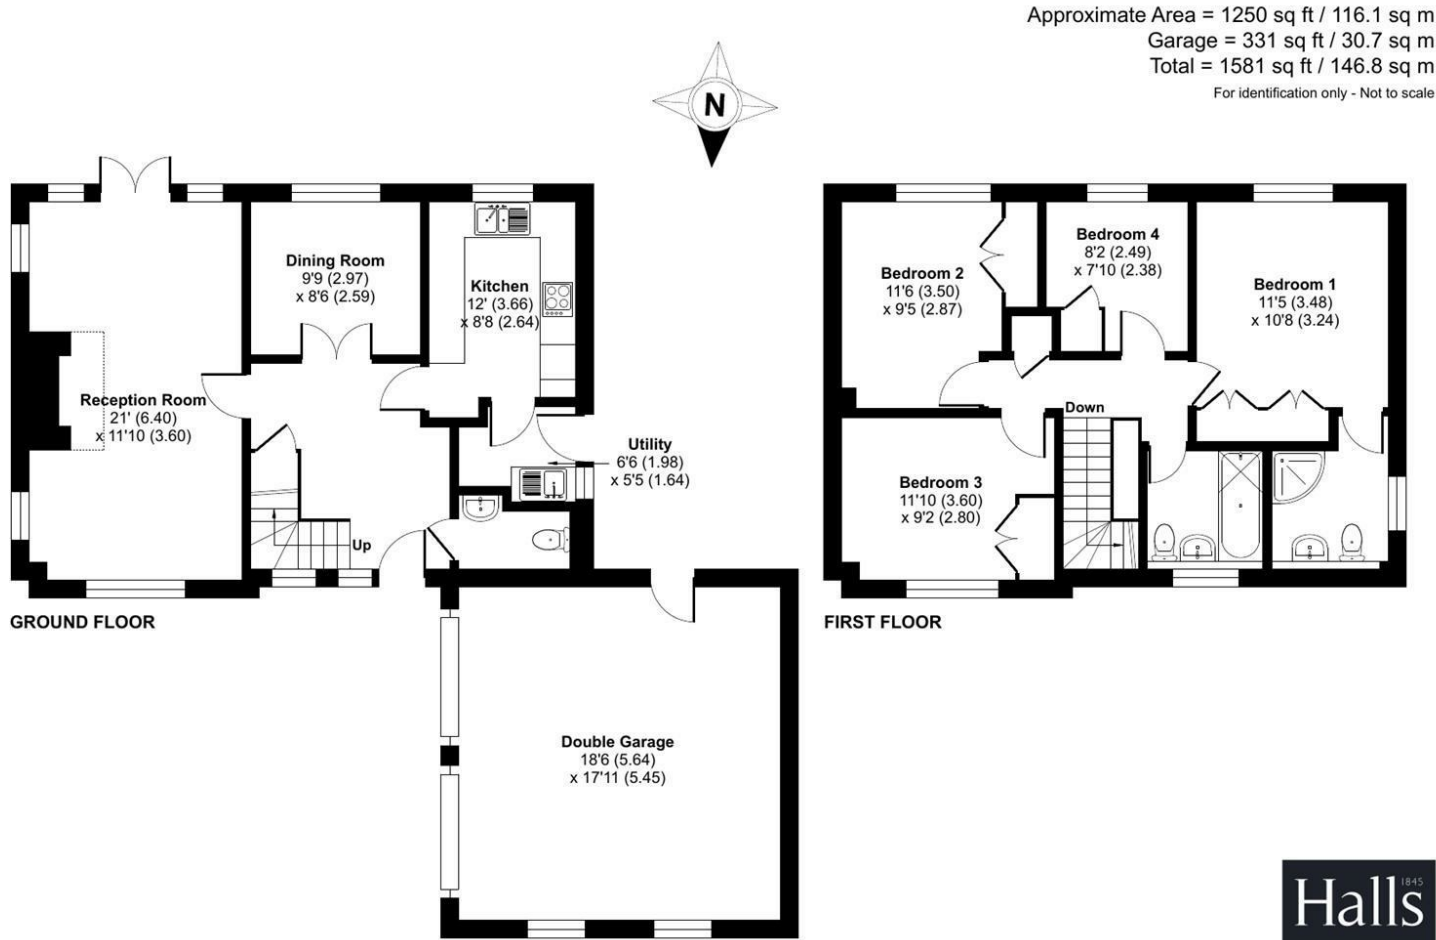 Approximate Area = 1250 sq ft / 116.1 sq m
Garage = 331 sq ft / 30.7 sq m
Total = 1581 sq ft / 146.8 sq m
For identification only - Not to scale
N
Dining Room
9'9 (2.97)
x 8'6 (2.59)
Kitchen
12' (3.66)
x 8'8 (2.64)
Reception Room
21' (6.40)
x 11'10 (3.60)
Utility
6'6 (1.98)
x 5'5 (1.64)
Up
GROUND FLOOR
Double Garage
18'6 (5.64)
x 17'11 (5.45)
Bedroom 2
11'6 (3.50)
x 9'5 (2.87)
Bedroom 4
8'2 (2.49)
x 7'10 (2.38)
Bedroom 1
11'5 (3.48)
x 10'8 (3.24)
Down
Bedroom 3
11'10 (3.60)
x 9'2 (2.80)
FIRST FLOOR
1845
Halls